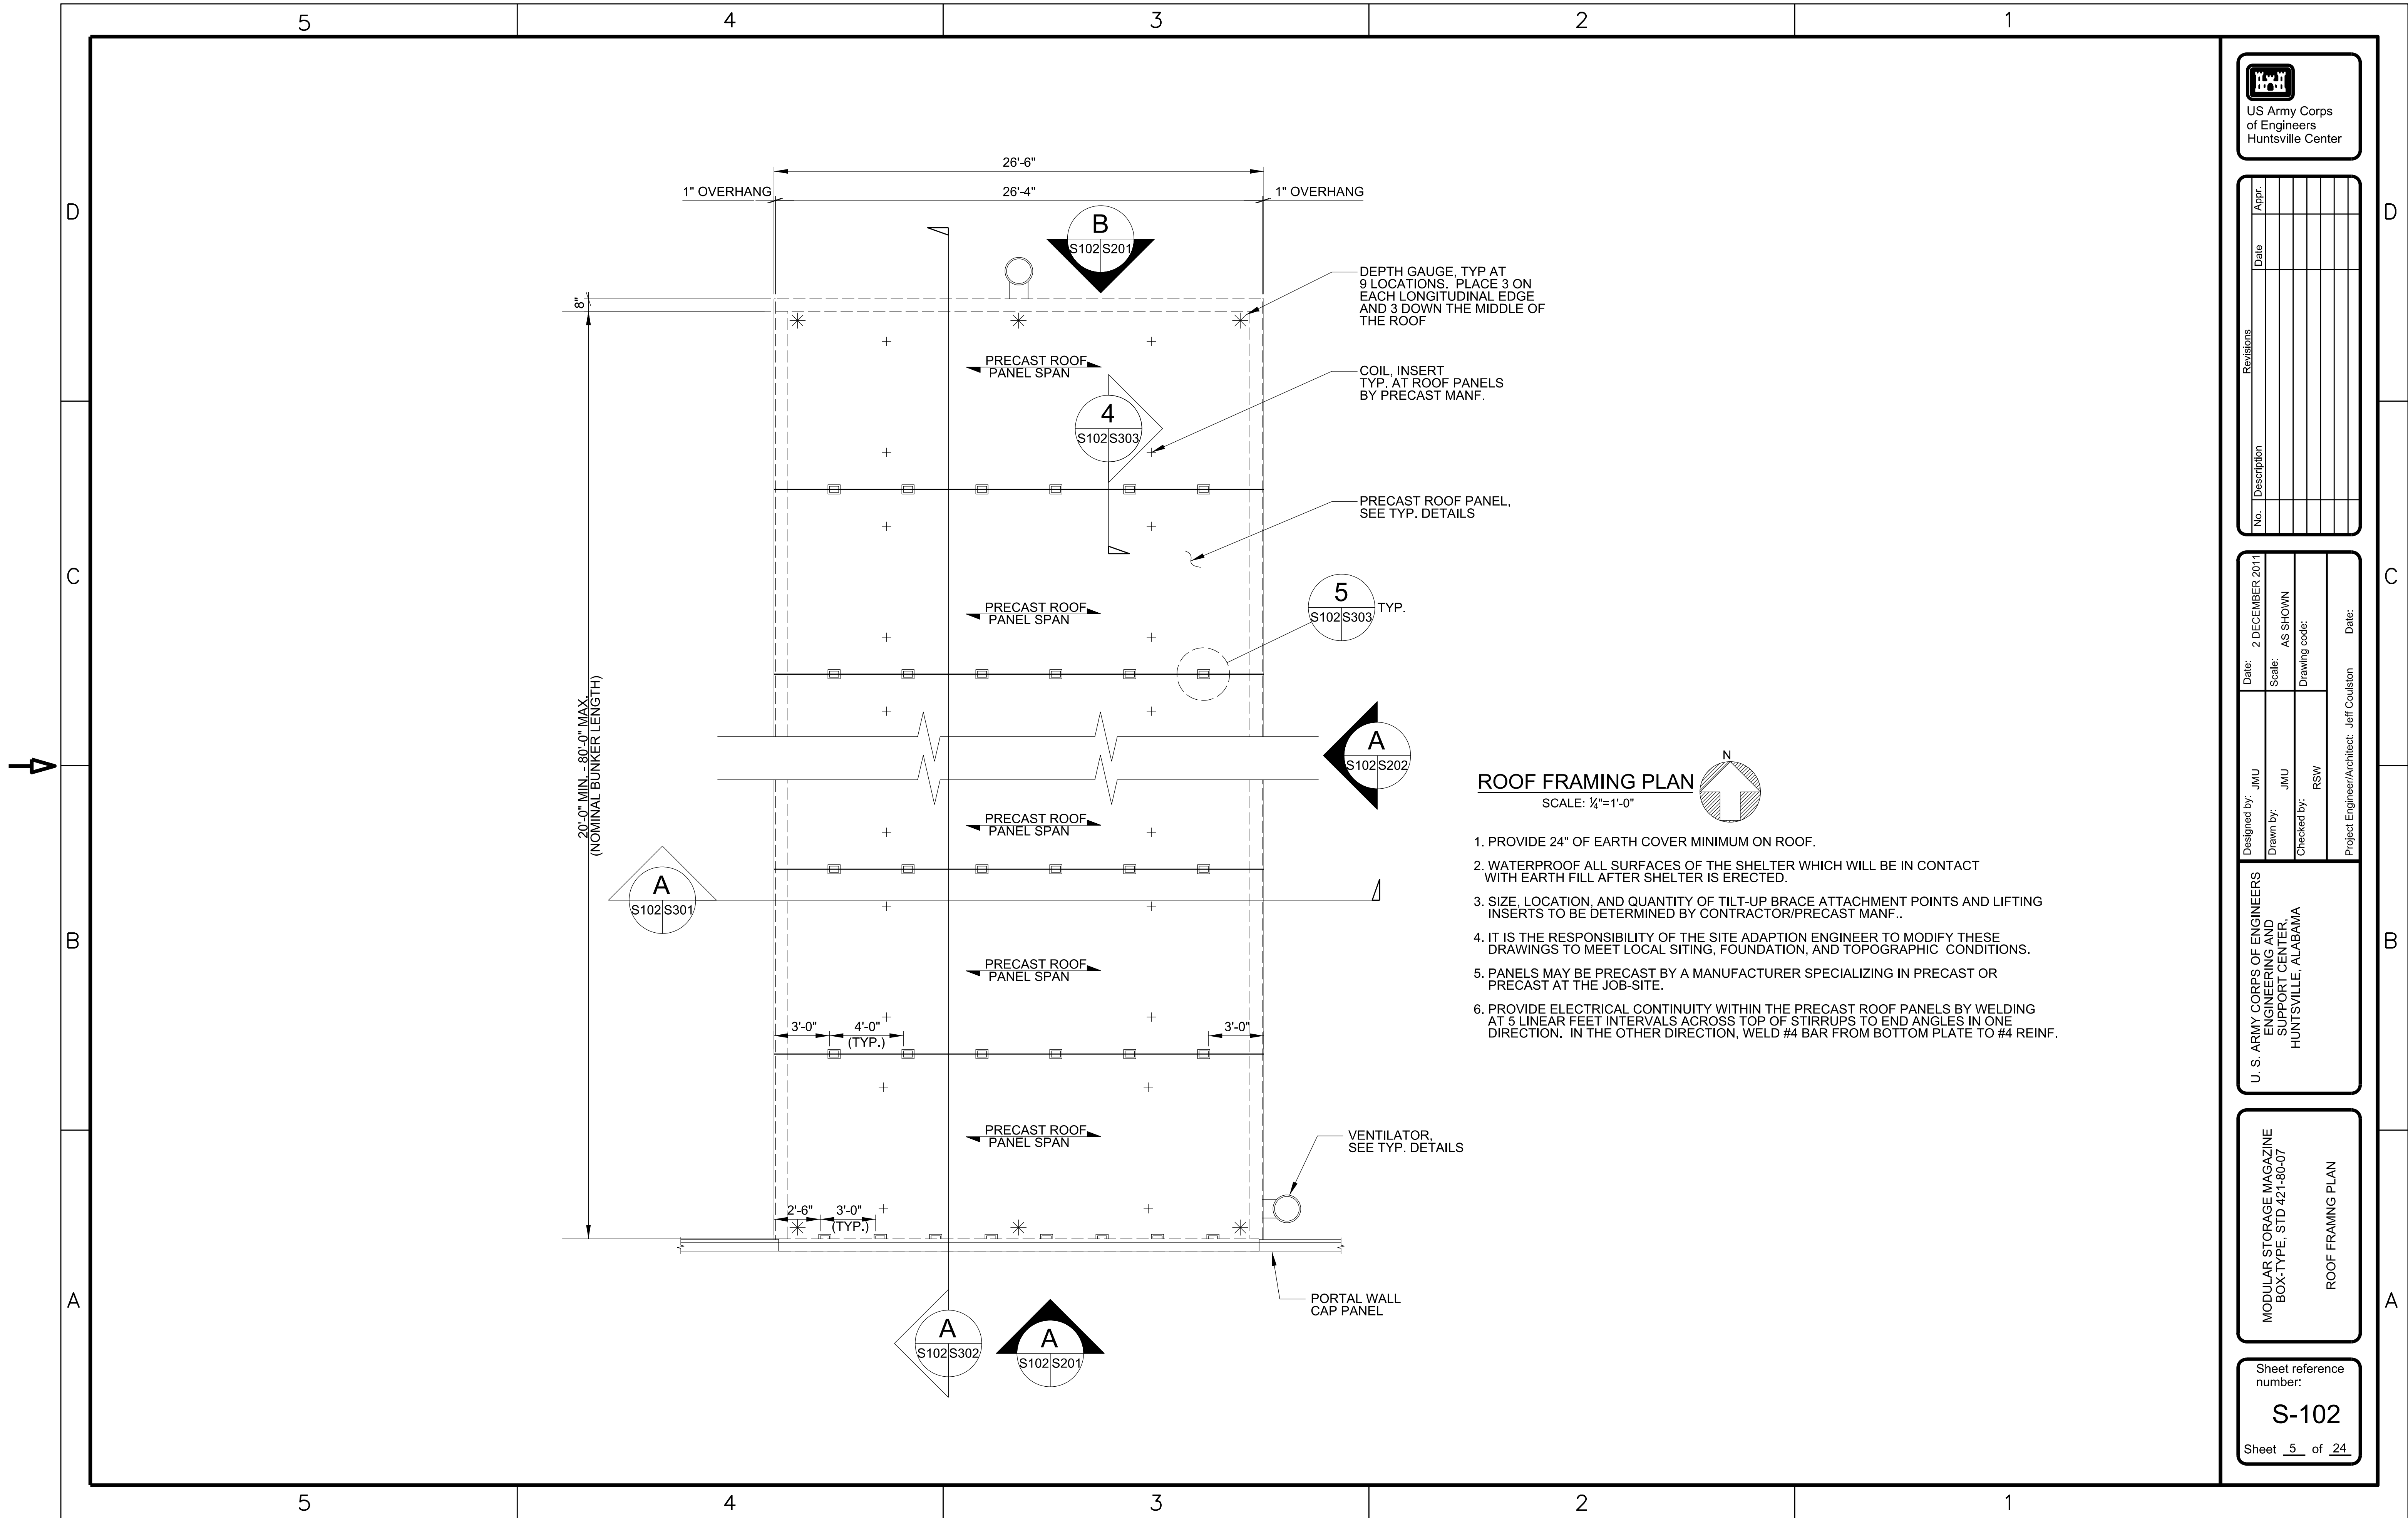 5 4 3 2 1
D
C
B
A
26'-6"
1" OVERHANG
26'-4"
1" OVERHANG
B
S102 S201
8"
DEPTH GAUGE, TYP AT
9 LOCATIONS. PLACE 3 ON
EACH LONGITUDINAL EDGE
AND 3 DOWN THE MIDDLE OF
THE ROOF
PRECAST ROOF
PANEL SPAN
COIL, INSERT
TYP. AT ROOF PANELS
BY PRECAST MANF.
4
S102 S303
PRECAST ROOF PANEL,
SEE TYP. DETAILS
PRECAST ROOF
PANEL SPAN
5
S102 S303
TYP.
20'-0" MIN. - 80'-0" MAX.
(NOMINAL BUNKER LENGTH)
A
S102 S202
PRECAST ROOF
PANEL SPAN
A
S102 S301
PRECAST ROOF
PANEL SPAN
3'-0"
4'-0"
(TYP.)
3'-0"
PRECAST ROOF
PANEL SPAN
VENTILATOR,
SEE TYP. DETAILS
2'-6"
3'-0"
(TYP.)
PORTAL WALL
CAP PANEL
A
S102 S302
A
S102 S201
ROOF FRAMING PLAN
SCALE: ¼"=1'-0"
N
1. PROVIDE 24" OF EARTH COVER MINIMUM ON ROOF.
2. WATERPROOF ALL SURFACES OF THE SHELTER WHICH WILL BE IN CONTACT
WITH EARTH FILL AFTER SHELTER IS ERECTED.
3. SIZE, LOCATION, AND QUANTITY OF TILT-UP BRACE ATTACHMENT POINTS AND LIFTING
INSERTS TO BE DETERMINED BY CONTRACTOR/PRECAST MANF..
4. IT IS THE RESPONSIBILITY OF THE SITE ADAPTION ENGINEER TO MODIFY THESE
DRAWINGS TO MEET LOCAL SITING, FOUNDATION, AND TOPOGRAPHIC CONDITIONS.
5. PANELS MAY BE PRECAST BY A MANUFACTURER SPECIALIZING IN PRECAST OR
PRECAST AT THE JOB-SITE.
6. PROVIDE ELECTRICAL CONTINUITY WITHIN THE PRECAST ROOF PANELS BY WELDING
AT 5 LINEAR FEET INTERVALS ACROSS TOP OF STIRRUPS TO END ANGLES IN ONE
DIRECTION. IN THE OTHER DIRECTION, WELD #4 BAR FROM BOTTOM PLATE TO #4 REINF.
US Army Corps
of Engineers
Huntsville Center
Revisions
No. Description Date Appr.
Designed by: JMU
Date: 2 DECEMBER 2011
Drawn by: JMU
Scale: AS SHOWN
Checked by: RSW
Drawing code:
Project Engineer/Architect: Jeff Coulston Date:
U. S. ARMY CORPS OF ENGINEERS
ENGINEERING AND
SUPPORT CENTER,
HUNTSVILLE, ALABAMA
MODULAR STORAGE MAGAZINE
BOX-TYPE, STD 421-80-07
ROOF FRAMNG PLAN
Sheet reference
number:
S-102
Sheet 5 of 24
D
C
B
A
5 4 3 2 1